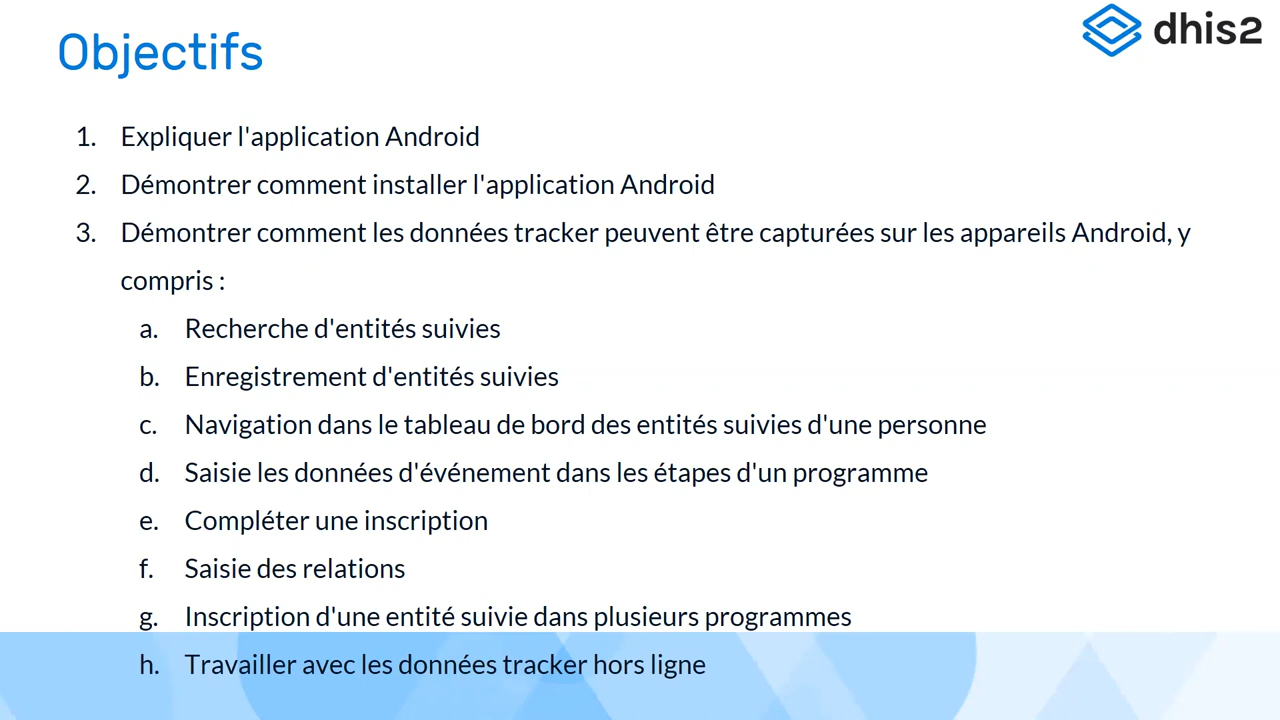 Objectifs
dhis2
1. Expliquer l'application Android
2. Démontrer comment installer l'application Android
3. Démontrer comment les données tracker peuvent être capturées sur les appareils Android, y
compris :
a. Recherche d'entités suivies
b. Enregistrement d'entités suivies
c. Navigation dans le tableau de bord des entités suivies d'une personne
d. Saisie les données d'événement dans les étapes d'un programme
e. Compléter une inscription
f. Saisie des relations
g. Inscription d'une entité suivie dans plusieurs programmes
h. Travailler avec les données tracker hors ligne